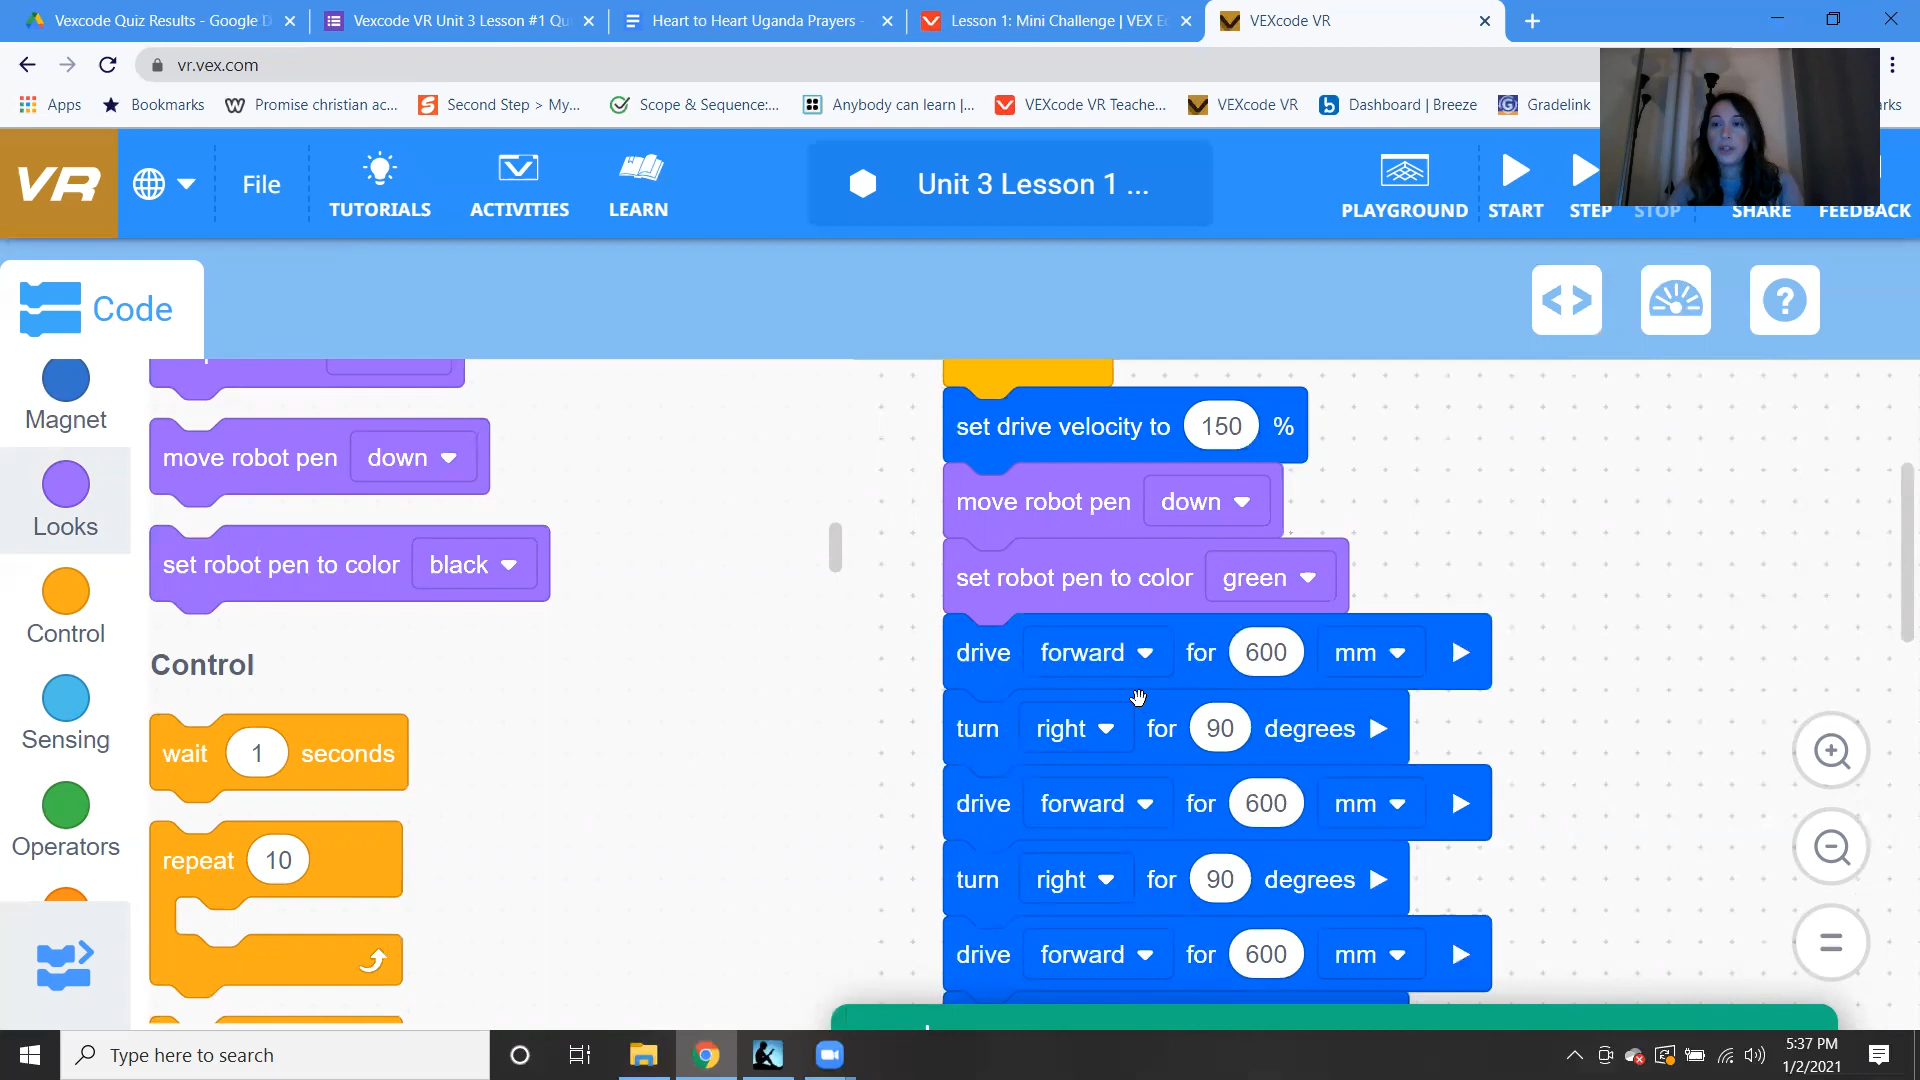 Vexcode Quiz Results - Google D
Vexcode VR Unit 3 Lesson #1 Qu
Heart to Heart Uganda Prayers -
Lesson 1: Mini Challenge | VEX E
VEXcode VR
vr.vex.com
Apps
Bookmarks
Promise christian ac...
Second Step > My...
Scope & Sequence:...
Anybody can learn |...
VEXcode VR Teache...
VEXcode VR
Dashboard | Breeze
Gradelink
rks
VR
File
TUTORIALS
ACTIVITIES
LEARN
Unit 3 Lesson 1 ...
PLAYGROUND
START
STEP
STOP
SHARE
FEEDBACK
Code
Magnet
Looks
Control
Sensing
Operators
move robot pen down
set robot pen to color black
Control
wait 1 seconds
repeat 10
set drive velocity to 150 %
move robot pen down
set robot pen to color green
drive forward for 600 mm
turn right for 90 degrees
drive forward for 600 mm
turn right for 90 degrees
drive forward for 600 mm
Type here to search
5:37 PM
1/2/2021